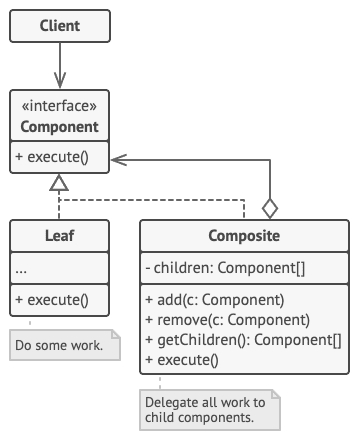 Client
«interface»
Component
+ execute()
Leaf
...
+ execute()
Do some work.
Composite
- children: Component[]
+ add(c: Component)
+ remove(c: Component)
+ getChildren(): Component[]
+ execute()
Delegate all work to
child components.